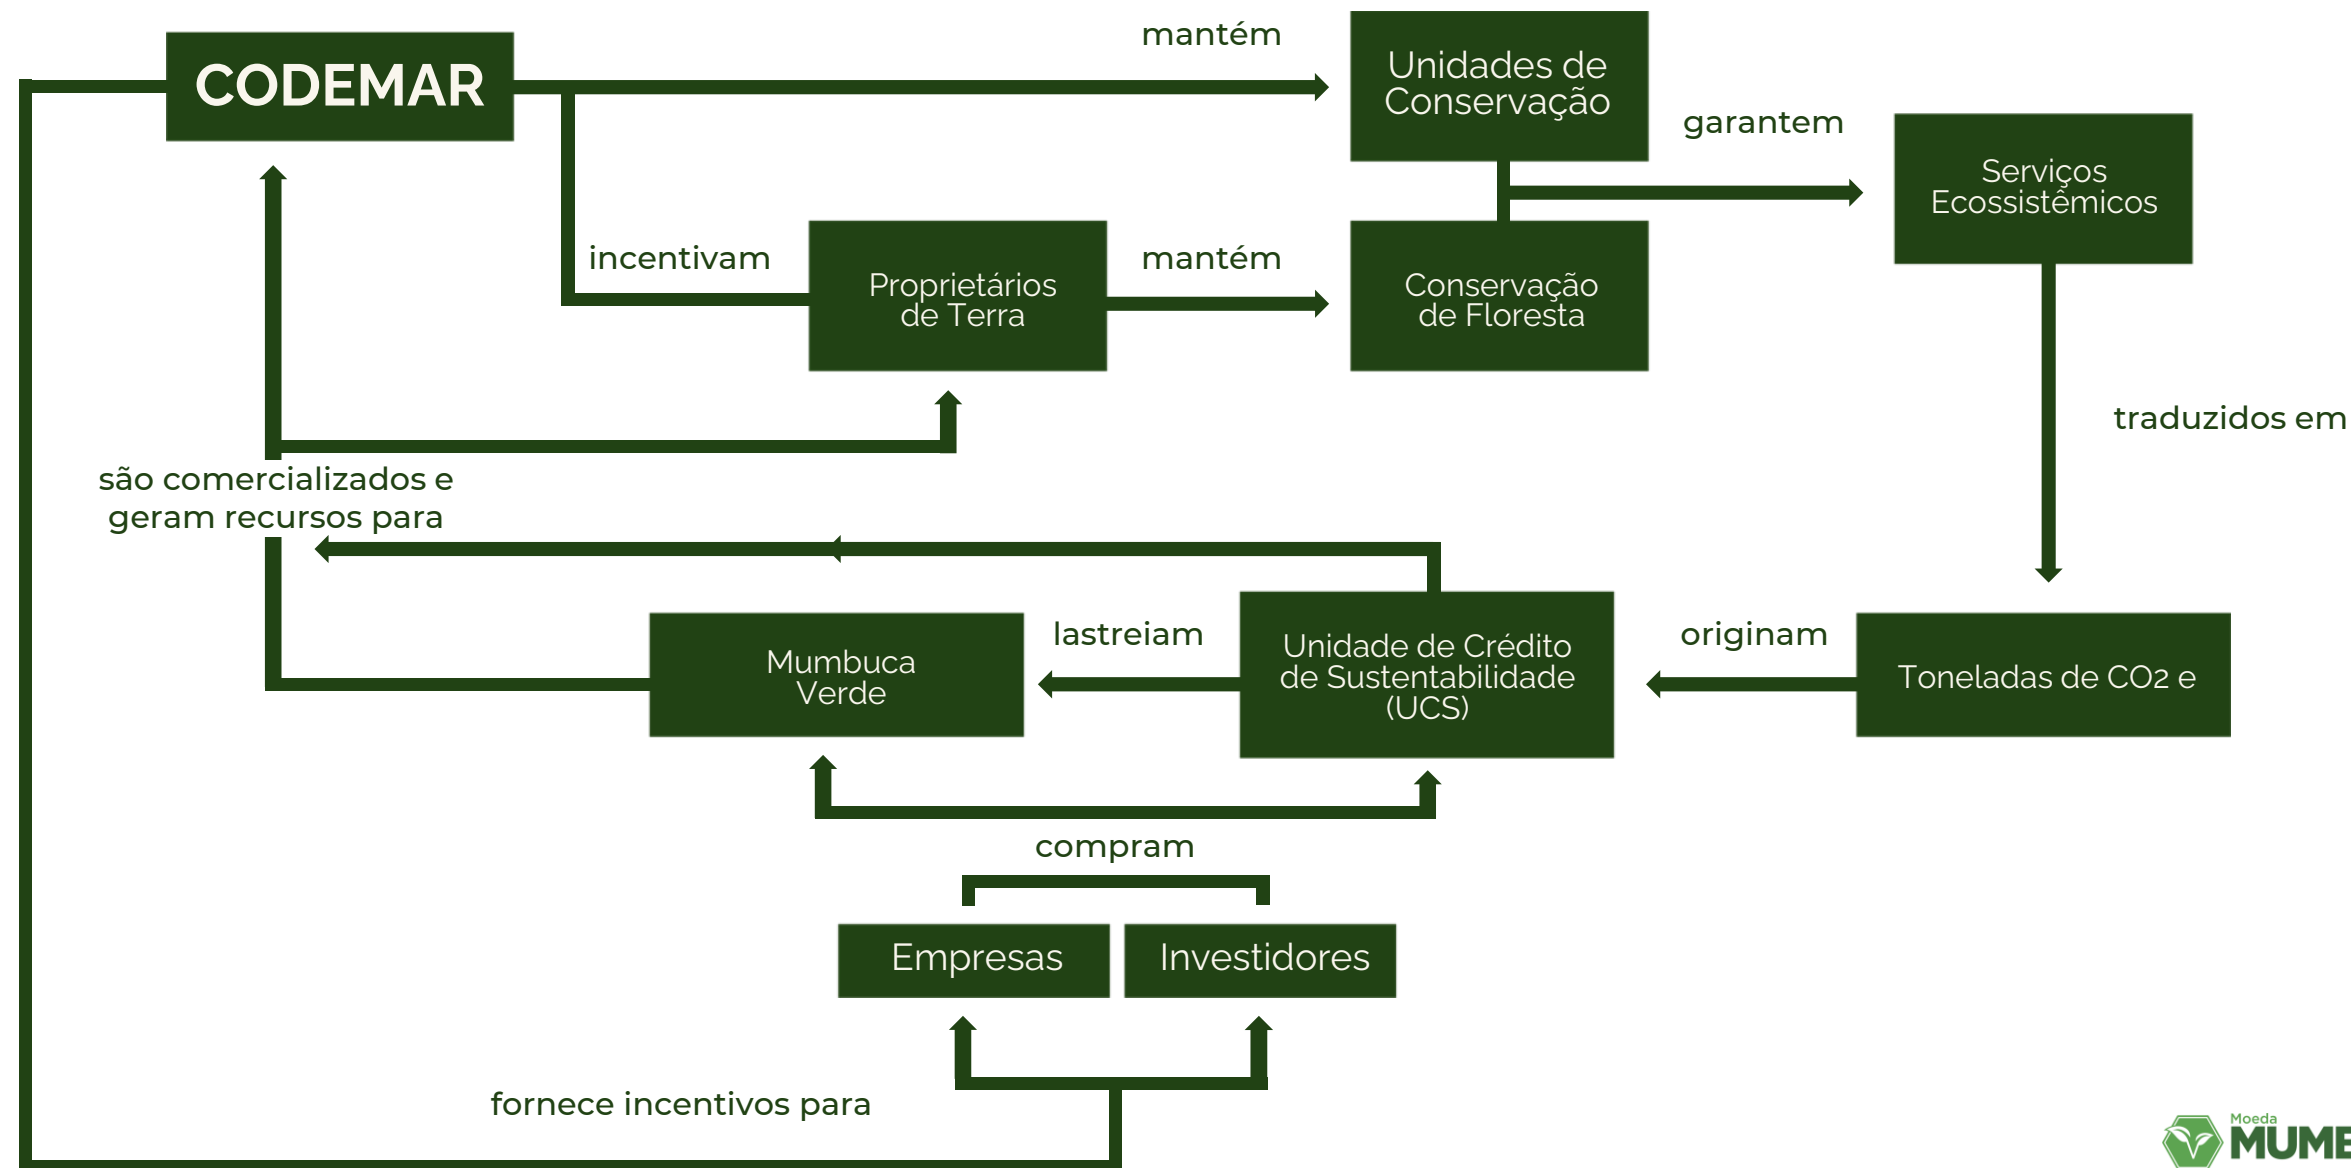 mantém
CODEMAR
Unidades de
Conservação
garantem
Serviços
Ecossistêmicos
incentivam
Proprietários
de Terra
mantém
Conservação
de Floresta
traduzidos em
são comercializados e
geram recursos para
Mumbuca
Verde
lastreiam
Unidade de Crédito
de Sustentabilidade
(UCS)
originam
Toneladas de CO2 e
compram
Empresas
Investidores
fornece incentivos para
Moeda